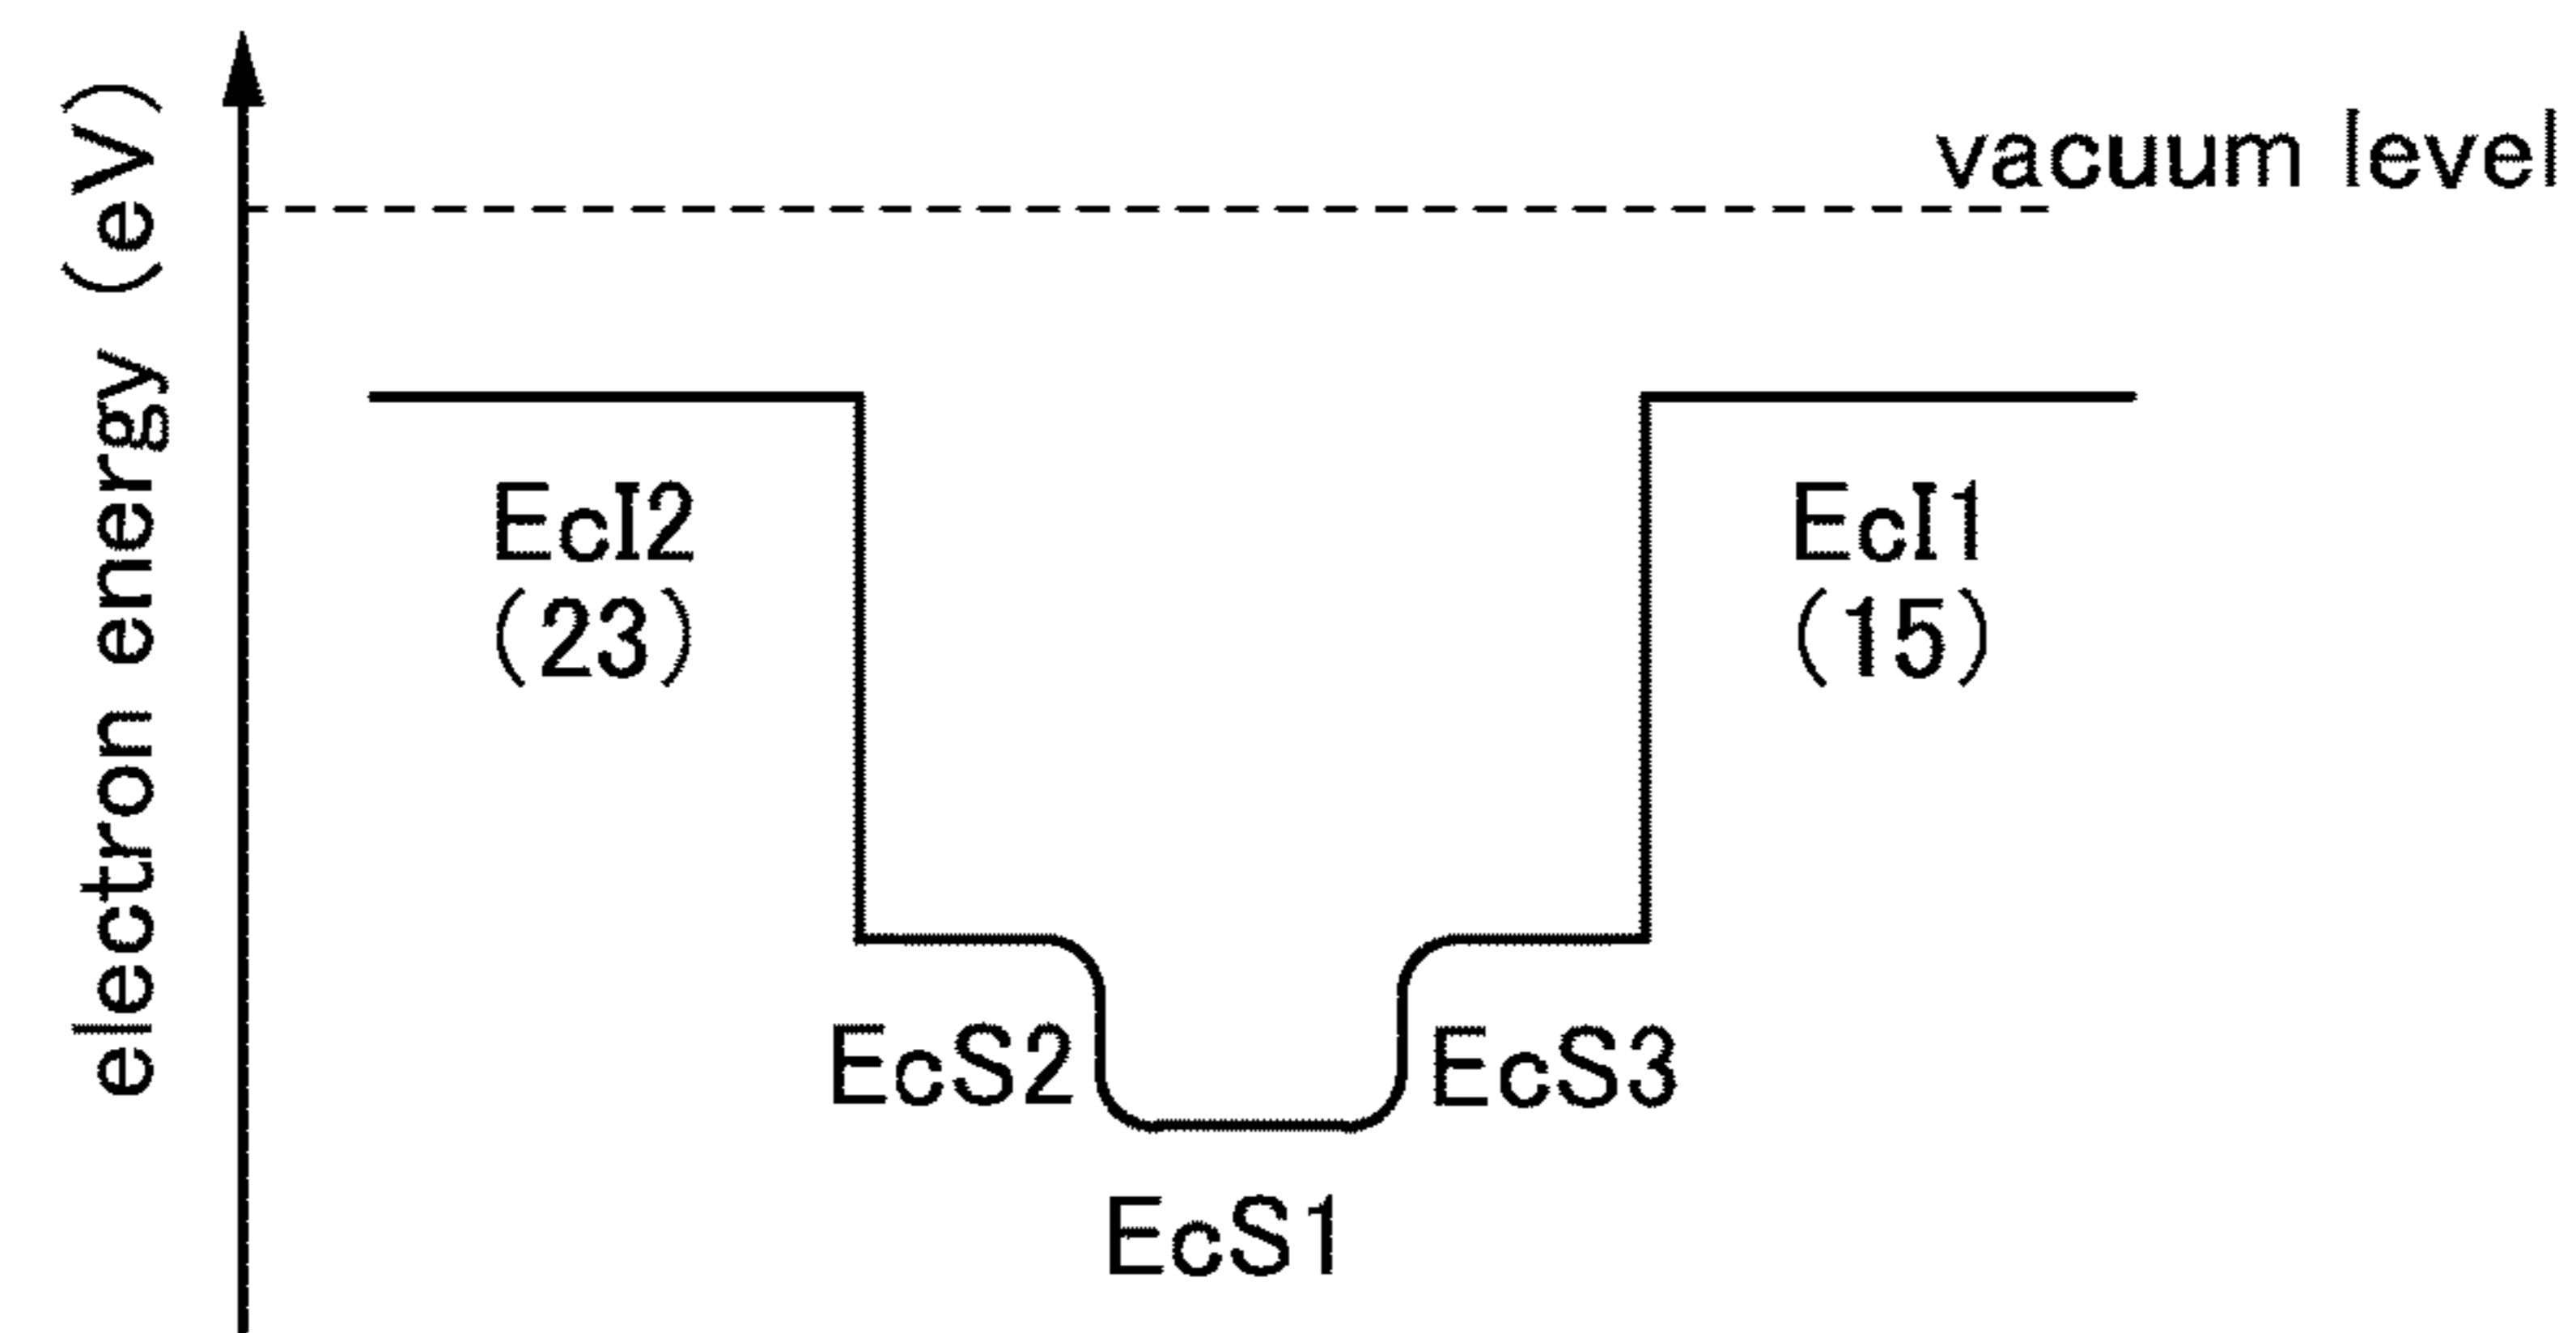 electron energy (eV)
vacuum level
EcI2
(23)
EcI1
(15)
EcS2
EcS3
EcS1